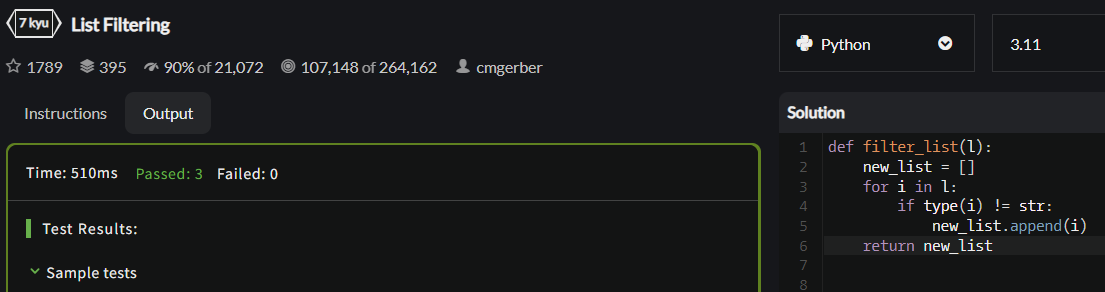 7 kyu List Filtering
1789 395 90% of 21,072 107,148 of 264,162 cmgerber
Instructions Output
Time: 510ms Passed: 3 Failed: 0
Test Results:
Sample tests
Python 3.11
Solution
1 def filter_list(l):
2     new_list = []
3     for i in l:
4         if type(i) != str:
5             new_list.append(i)
6     return new_list
7
8